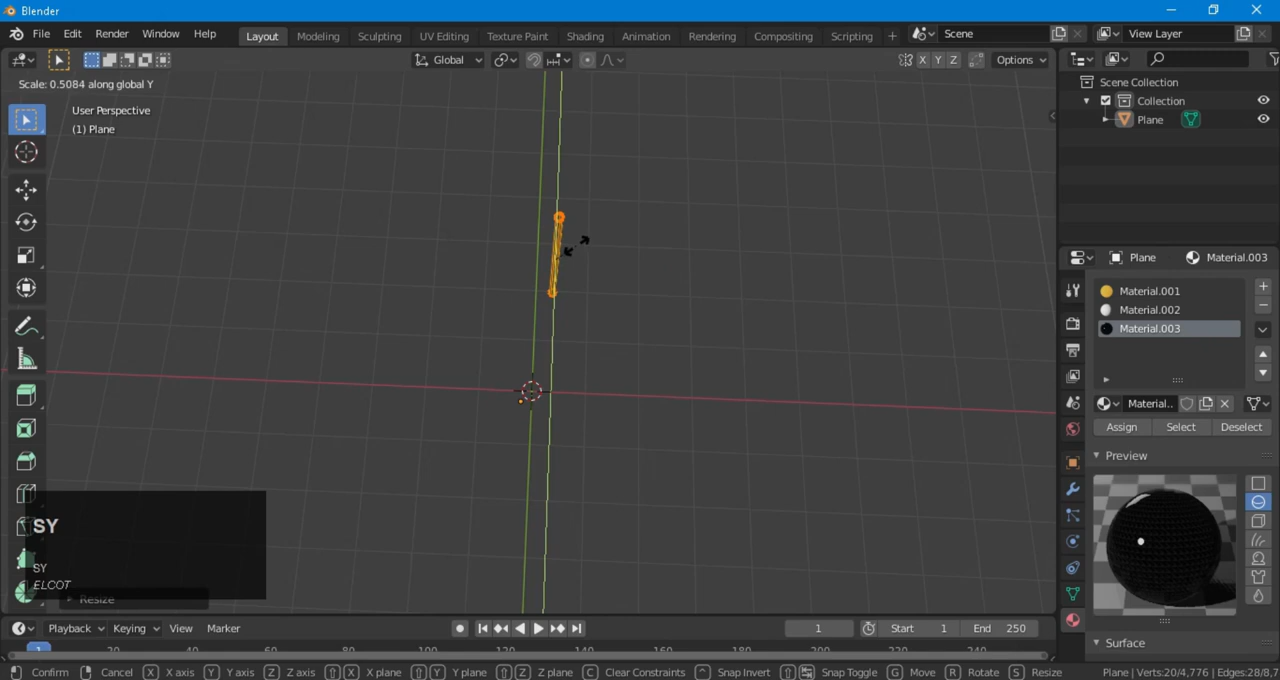 Blender
File Edit Render Window Help Layout Modeling Sculpting UV Editing Texture Paint Shading Animation Rendering Compositing Scripting + Scene View Layer
Global X Y Z Options
Scale: 0.5084 along global Y
User Perspective
(1) Plane
Scene Collection
Collection
Plane
Plane Material.003
Material.001
Material.002
Material.003
Material..
Assign Select Deselect
Preview
Surface
SY
SY
ELCOT
Resize
Playback Keying View Marker 1 Start 1 End 250
1 20 40 60 80 100 120 140 160 180 200 220 240
Confirm Cancel X X axis Y Y axis Z Z axis X X plane Y Y plane Z Z plane C Clear Constraints Snap Invert Snap Toggle G Move R Rotate S Resize Plane | Verts:20/4,776 | Edges:28/8,7